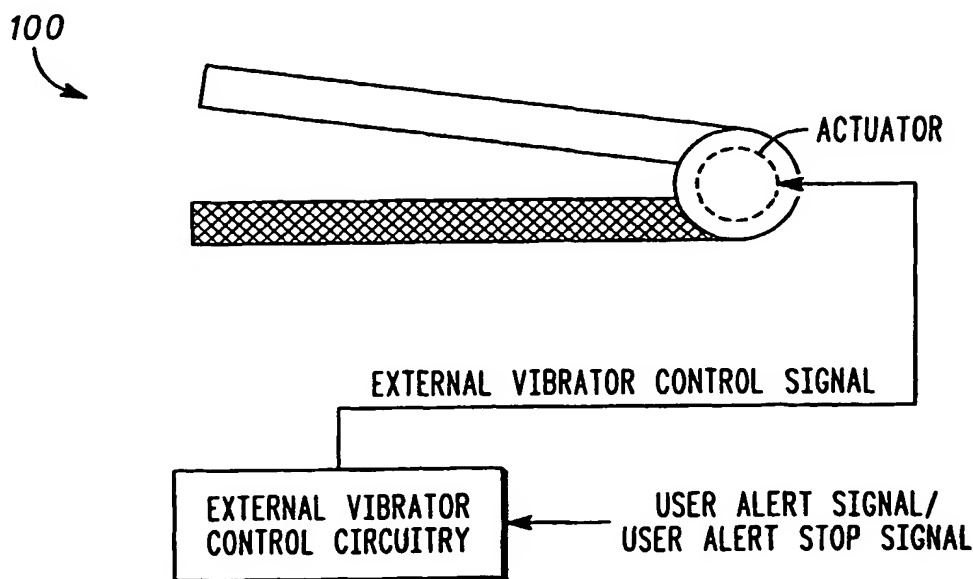 100
ACTUATOR
EXTERNAL VIBRATOR CONTROL SIGNAL
EXTERNAL VIBRATOR
CONTROL CIRCUITRY
USER ALERT SIGNAL/
USER ALERT STOP SIGNAL